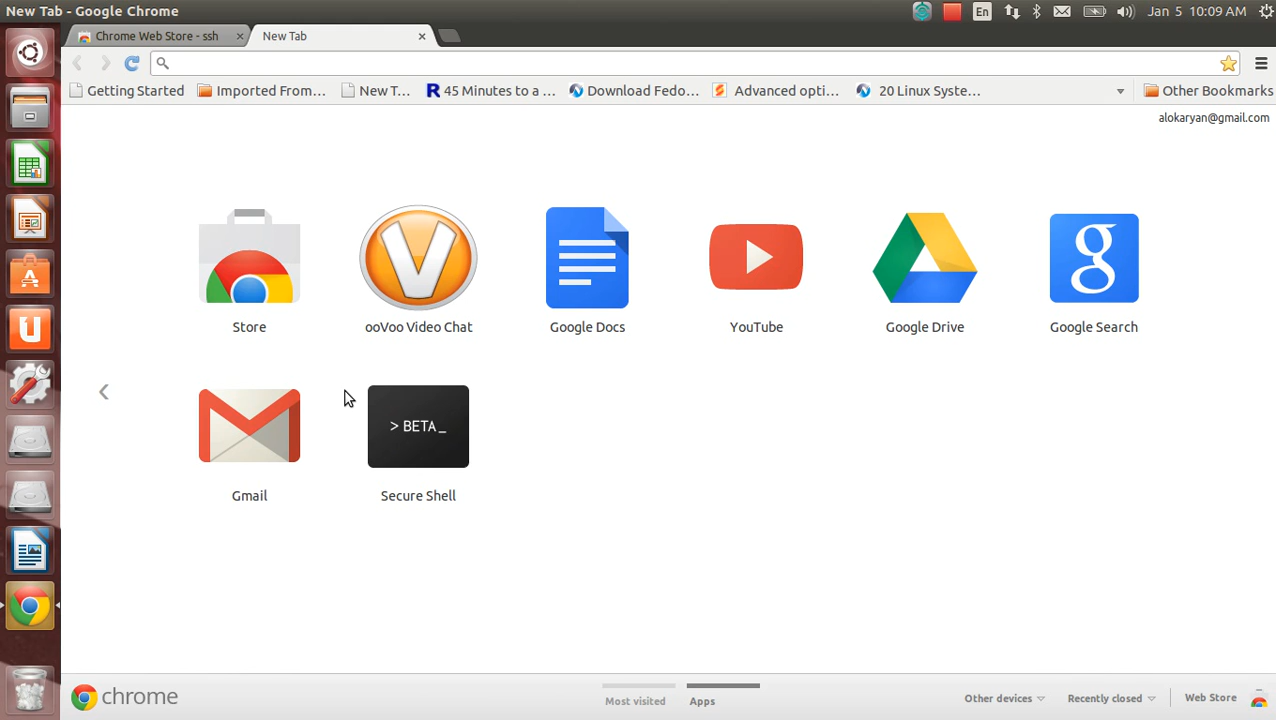 New Tab - Google Chrome
En
Jan 5 10:09 AM
Chrome Web Store - ssh
New Tab
Getting Started
Imported From...
New T...
R
45 Minutes to a ...
Download Fedo...
Advanced opti...
20 Linux Syste...
Other Bookmarks
alokaryan@gmail.com
V
g
Store
ooVoo Video Chat
Google Docs
YouTube
Google Drive
Google Search
> BETA_
Gmail
Secure Shell
chrome
Most visited
Apps
Other devices
Recently closed
Web Store